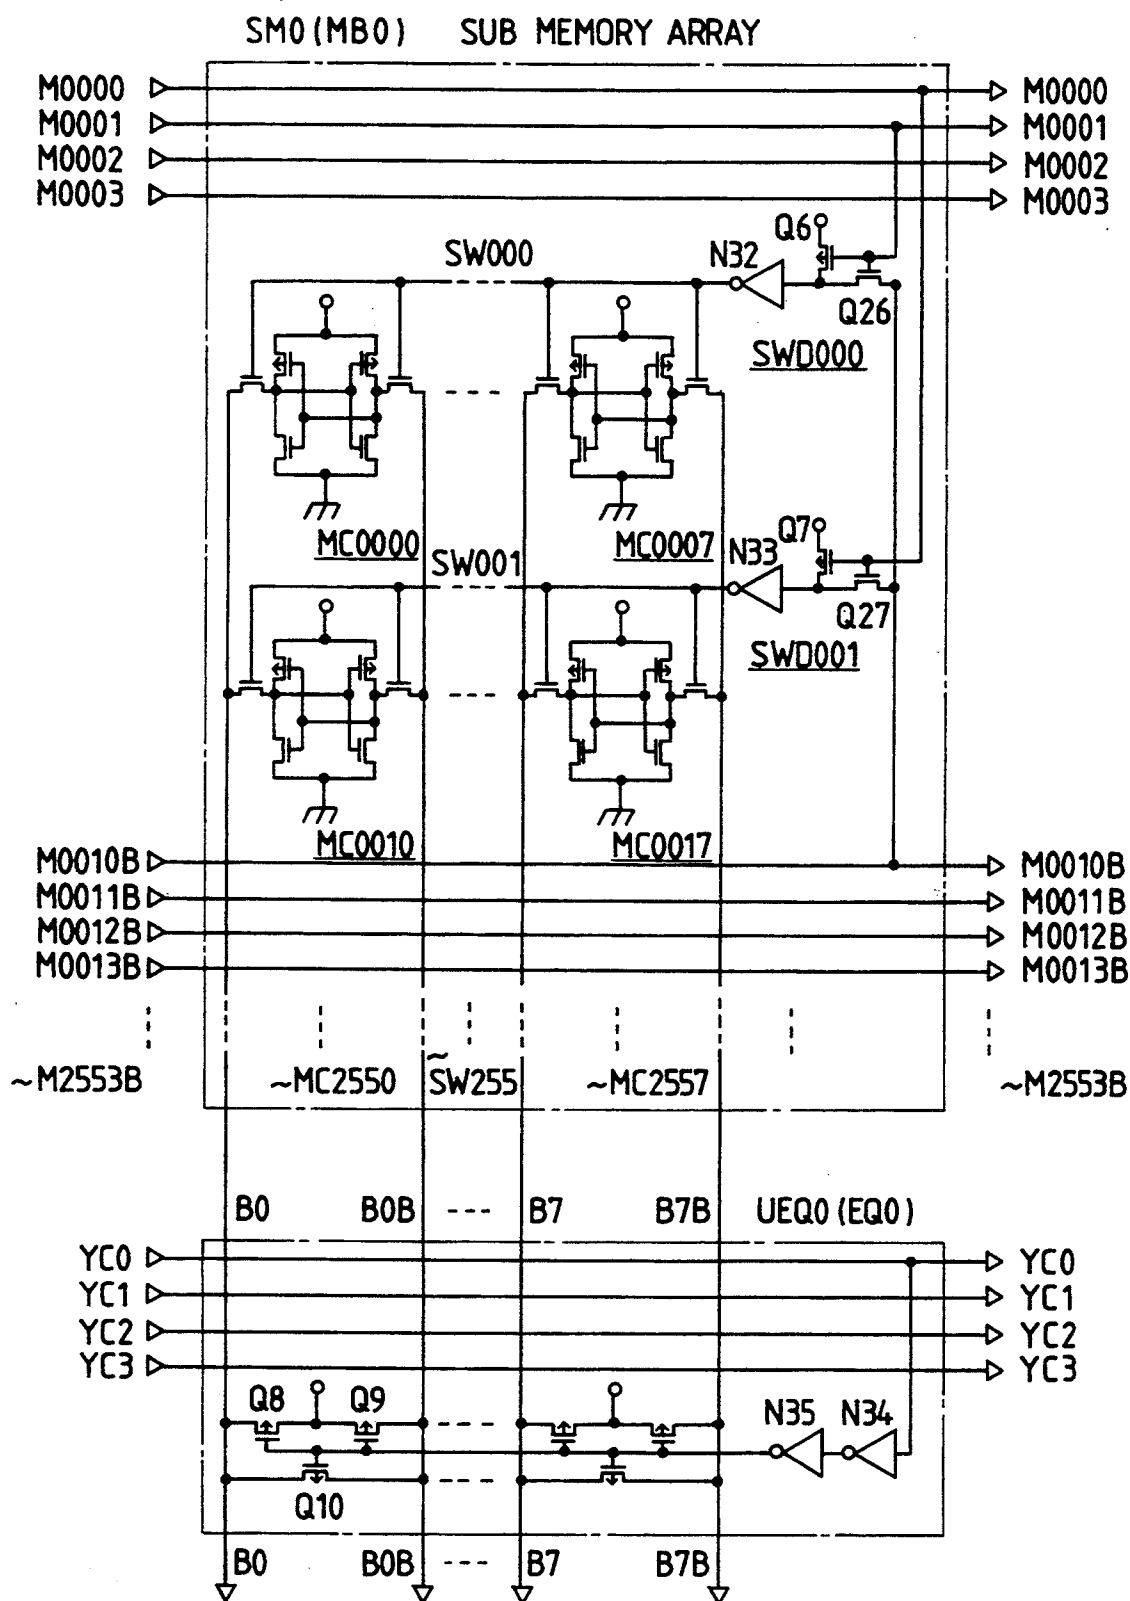 SM0(MB0) SUB MEMORY ARRAY
M0000 M0000
M0001 M0001
M0002 M0002
M0003 M0003
Q6
SW000 N32
Q26
SWD000
MC0000 MC0007 N33 Q7
SW001
Q27
SWD001
MC0010 MC0017
M0010B M0010B
M0011B M0011B
M0012B M0012B
M0013B M0013B
~M2553B ~MC2550 ~SW255 ~MC2557 ~M2553B
B0 B0B B7 B7B UEQ0(EQ0)
YC0 YC0
YC1 YC1
YC2 YC2
YC3 YC3
Q8 Q9 N35 N34
Q10
B0 B0B B7 B7B